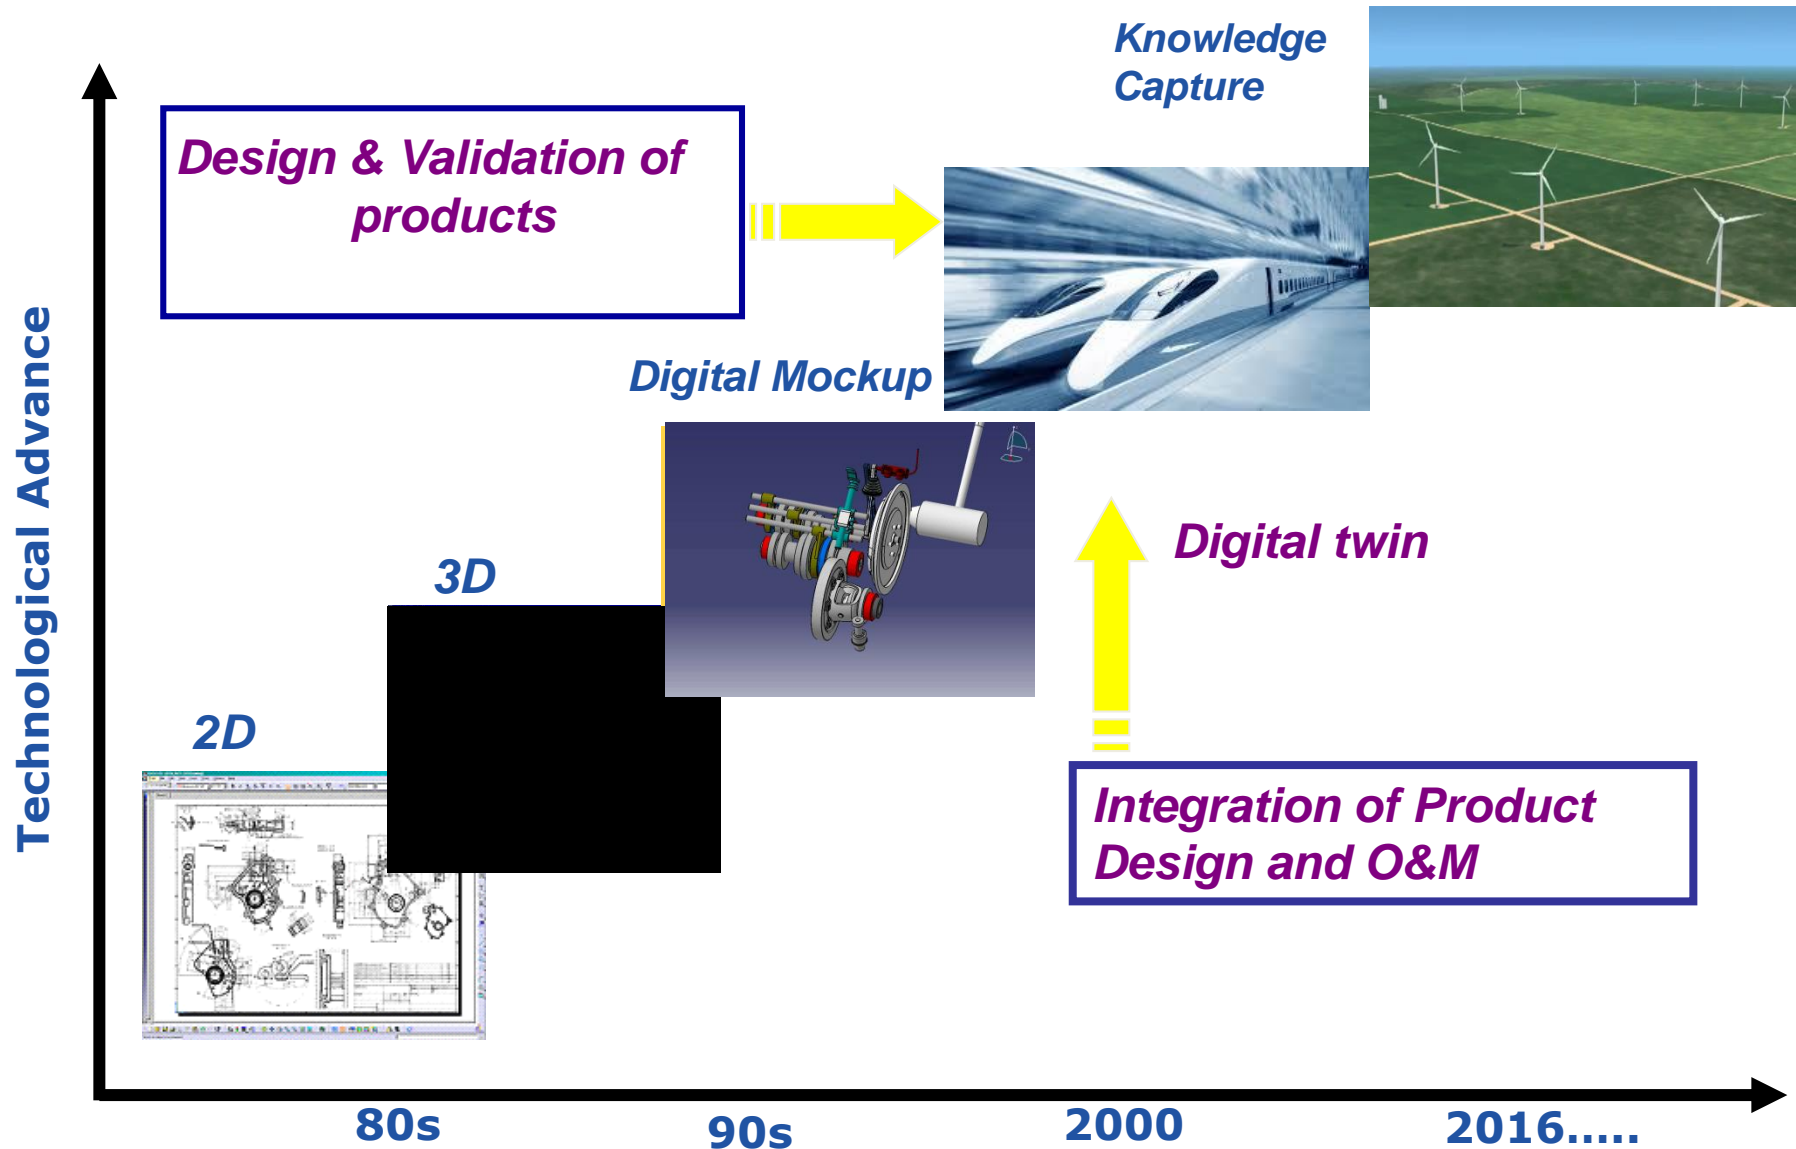 Knowledge
Capture
Design & Validation of
products
Digital Mockup
Technological Advance
Digital twin
3D
2D
Integration of Product
Design and O&M
80s
90s
2000
2016.....